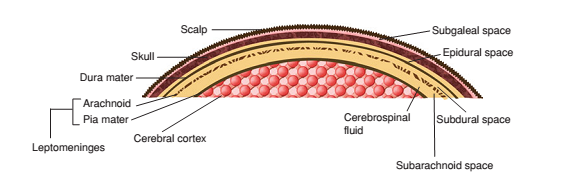 Scalp
Subgaleal space
Skull
Epidural space
Dura mater
Arachnoid
Pia mater
Leptomeninges
Cerebral cortex
Cerebrospinal
fluid
Subdural space
Subarachnoid space